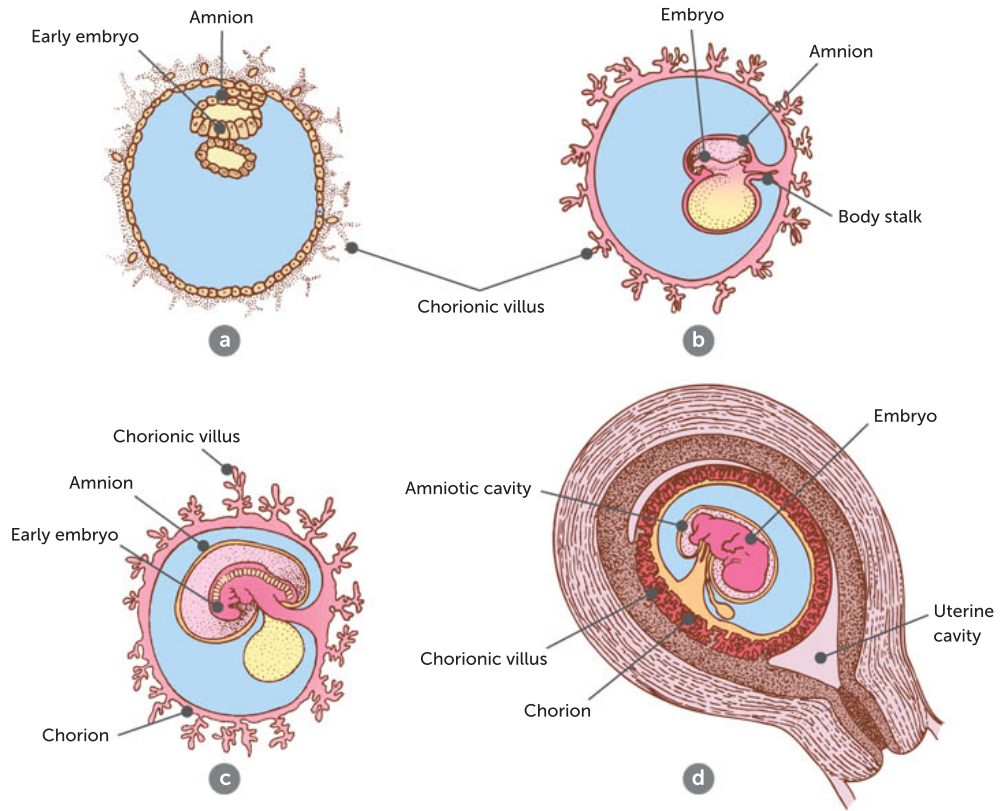 Amnion
Early embryo
Chorionic villus
a
Embryo
Amnion
Body stalk
b
Chorionic villus
Amnion
Early embryo
Chorion
c
Embryo
Amniotic cavity
Uterine
cavity
Chorionic villus
Chorion
d